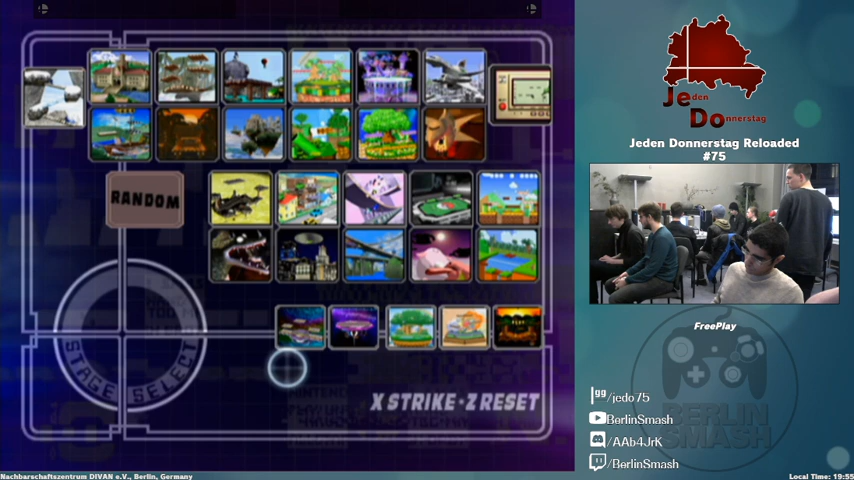 RANDOM
STAGE SELECT
X STRIKE · Z RESET
Jeden
Donnerstag
Jeden Donnerstag Reloaded
#75
FreePlay
BERLIN
SMASH
gg/jedo75
BerlinSmash
/AAb4JrK
/BerlinSmash
Nachbarschaftszentrum DIVAN e.V., Berlin, Germany
Local Time: 19:55